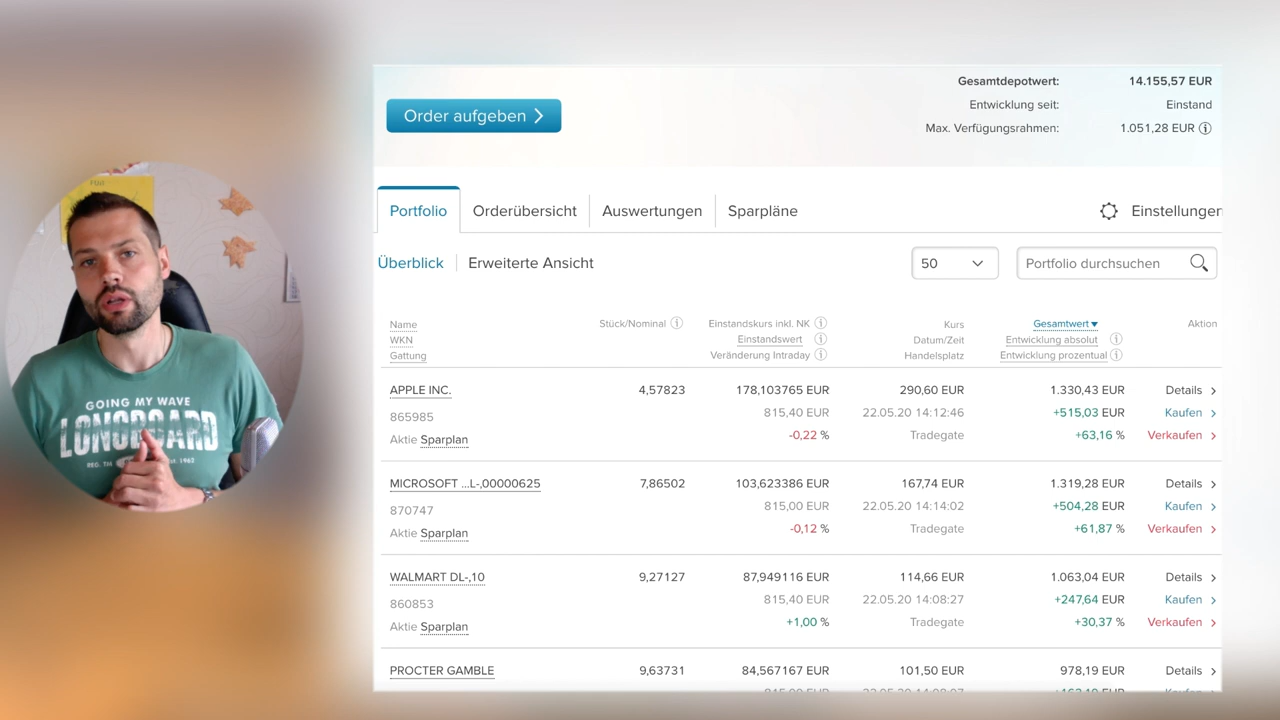 Gesamtdepotwert: 14.155,57 EUR
Order aufgeben
Entwicklung seit: Einstand
Max. Verfügungsrahmen: 1.051,28 EUR
Portfolio Orderübersicht Auswertungen Sparpläne Einstellungen
Überblick Erweiterte Ansicht 50 Portfolio durchsuchen
Name Stück/Nominal Einstandskurs inkl. NK Kurs Gesamtwert Aktion
WKN Einstandswert Datum/Zeit Entwicklung absolut
Gattung Veränderung Intraday Handelsplatz Entwicklung prozentual
APPLE INC. 4,57823 178,103765 EUR 290,60 EUR 1.330,43 EUR Details
865985 815,40 EUR 22.05.20 14:12:46 +515,03 EUR Kaufen
Aktie Sparplan -0,22 % Tradegate +63,16 % Verkaufen
MICROSOFT ...L-,00000625 7,86502 103,623386 EUR 167,74 EUR 1.319,28 EUR Details
870747 815,00 EUR 22.05.20 14:14:02 +504,28 EUR Kaufen
Aktie Sparplan -0,12 % Tradegate +61,87 % Verkaufen
WALMART DL-,10 9,27127 87,949116 EUR 114,66 EUR 1.063,04 EUR Details
860853 815,40 EUR 22.05.20 14:08:27 +247,64 EUR Kaufen
Aktie Sparplan +1,00 % Tradegate +30,37 % Verkaufen
PROCTER GAMBLE 9,63731 84,567167 EUR 101,50 EUR 978,19 EUR Details
GOING MY WAVE
LONGBOARD